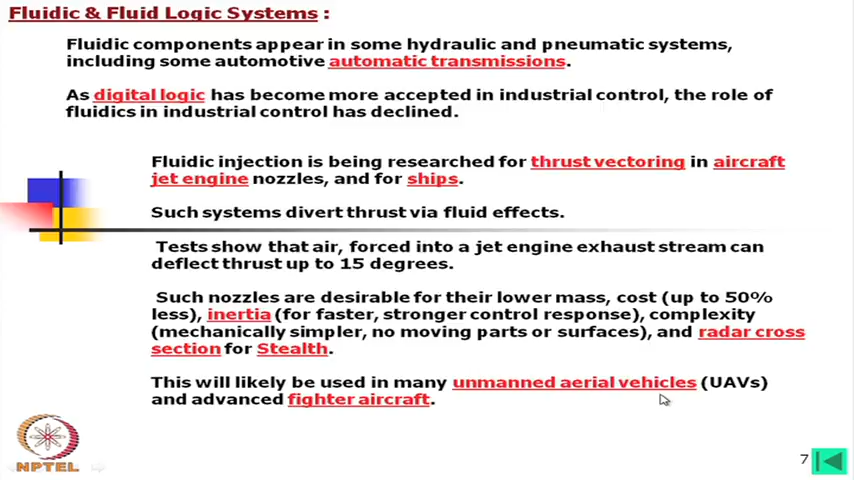 Fluidic & Fluid Logic Systems :
Fluidic components appear in some hydraulic and pneumatic systems,
including some automotive automatic transmissions.
As digital logic has become more accepted in industrial control, the role of
fluidics in industrial control has declined.
Fluidic injection is being researched for thrust vectoring in aircraft
jet engine nozzles, and for ships.
Such systems divert thrust via fluid effects.
Tests show that air, forced into a jet engine exhaust stream can
deflect thrust up to 15 degrees.
Such nozzles are desirable for their lower mass, cost (up to 50%
less), inertia (for faster, stronger control response), complexity
(mechanically simpler, no moving parts or surfaces), and radar cross
section for Stealth.
This will likely be used in many unmanned aerial vehicles (UAVs)
and advanced fighter aircraft.
NPTEL
7